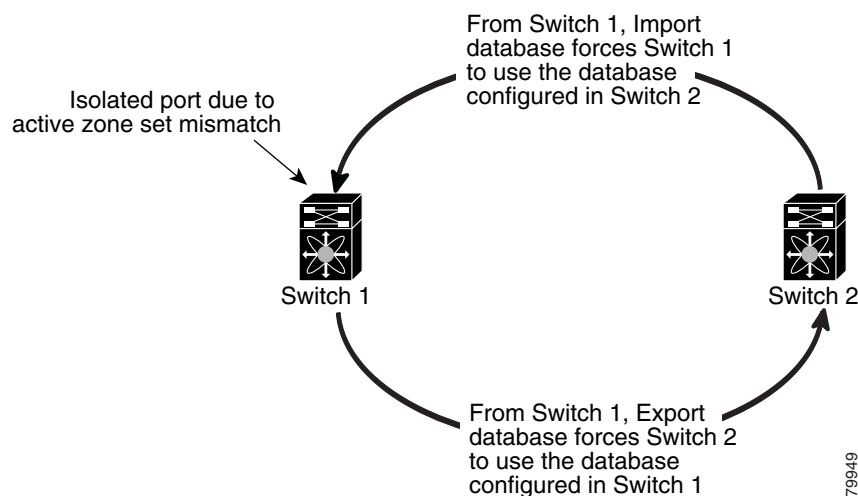 From Switch 1, Import
database forces Switch 1
to use the database
configured in Switch 2
Isolated port due to
active zone set mismatch
Switch 1
Switch 2
From Switch 1, Export
database forces Switch 2
to use the database
configured in Switch 1
79949